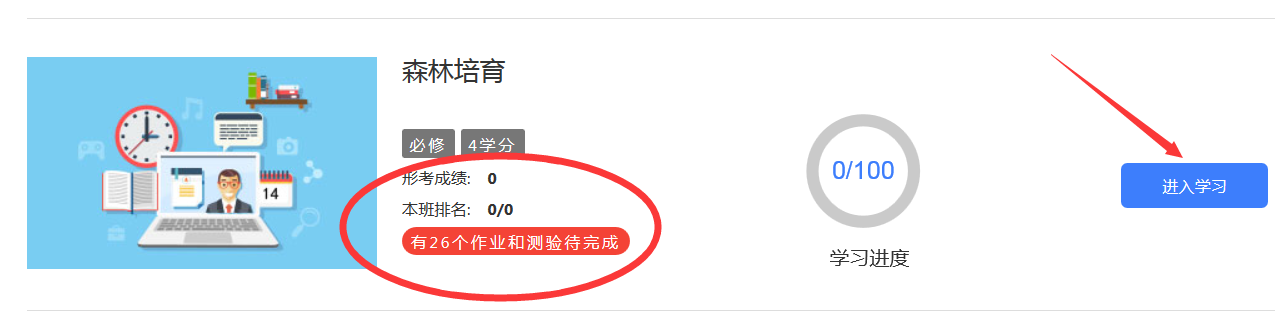 森林培育
必修 4学分
形考成绩: 0
本班排名: 0/0
有26个作业和测验待完成
14
0/100
学习进度
进入学习